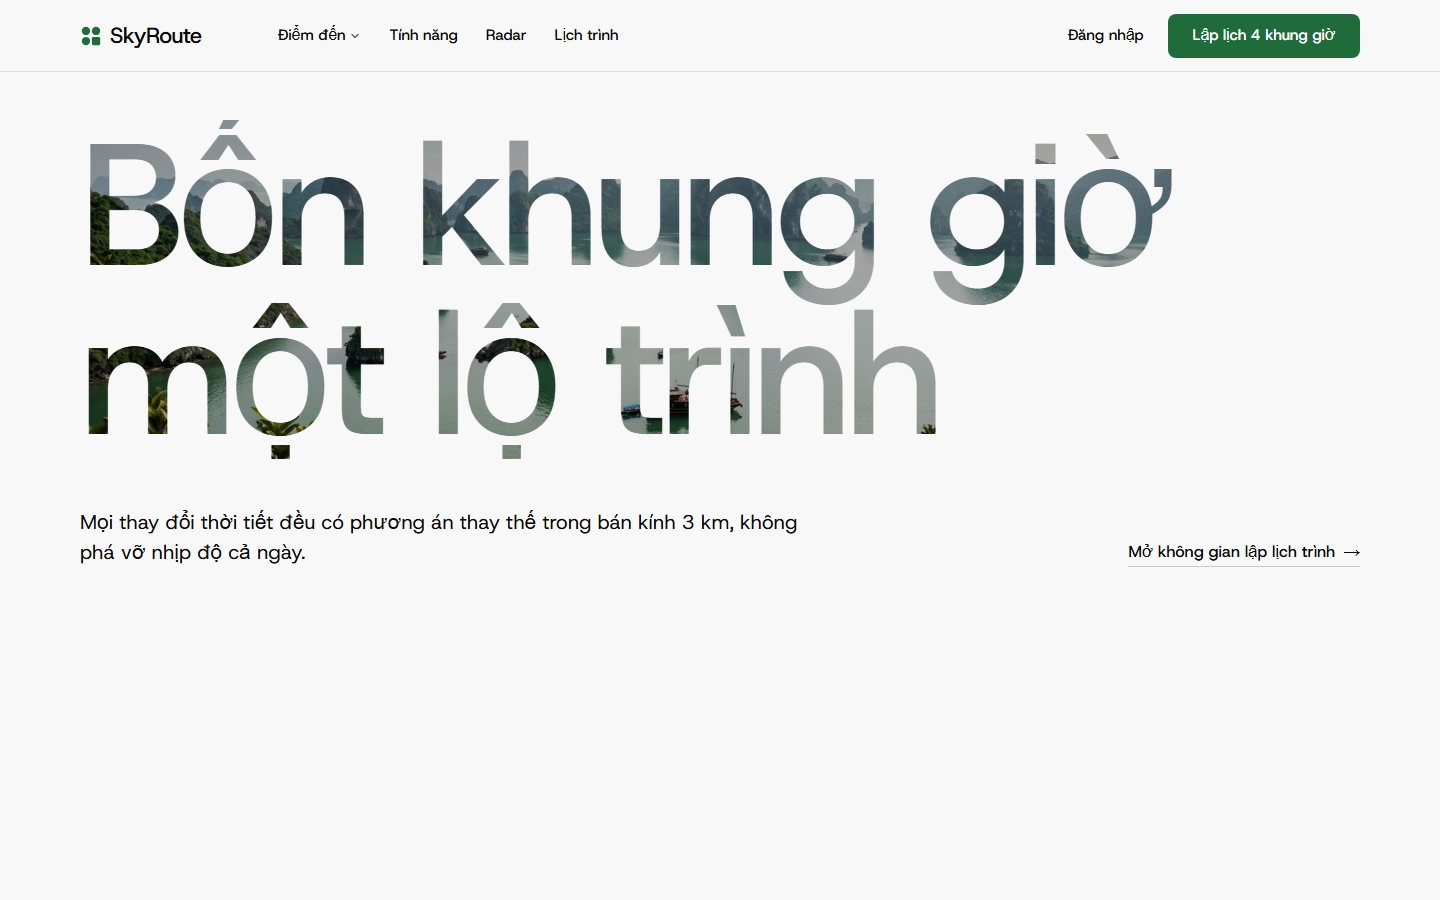 SkyRoute
Điểm đến
Tính năng
Radar
Lịch trình
Đăng nhập
Lập lịch 4 khung giờ
Bốn khung giờ
một lộ trình
Mọi thay đổi thời tiết đều có phương án thay thế trong bán kính 3 km, không
phá vỡ nhịp độ cả ngày.
Mở không gian lập lịch trình →